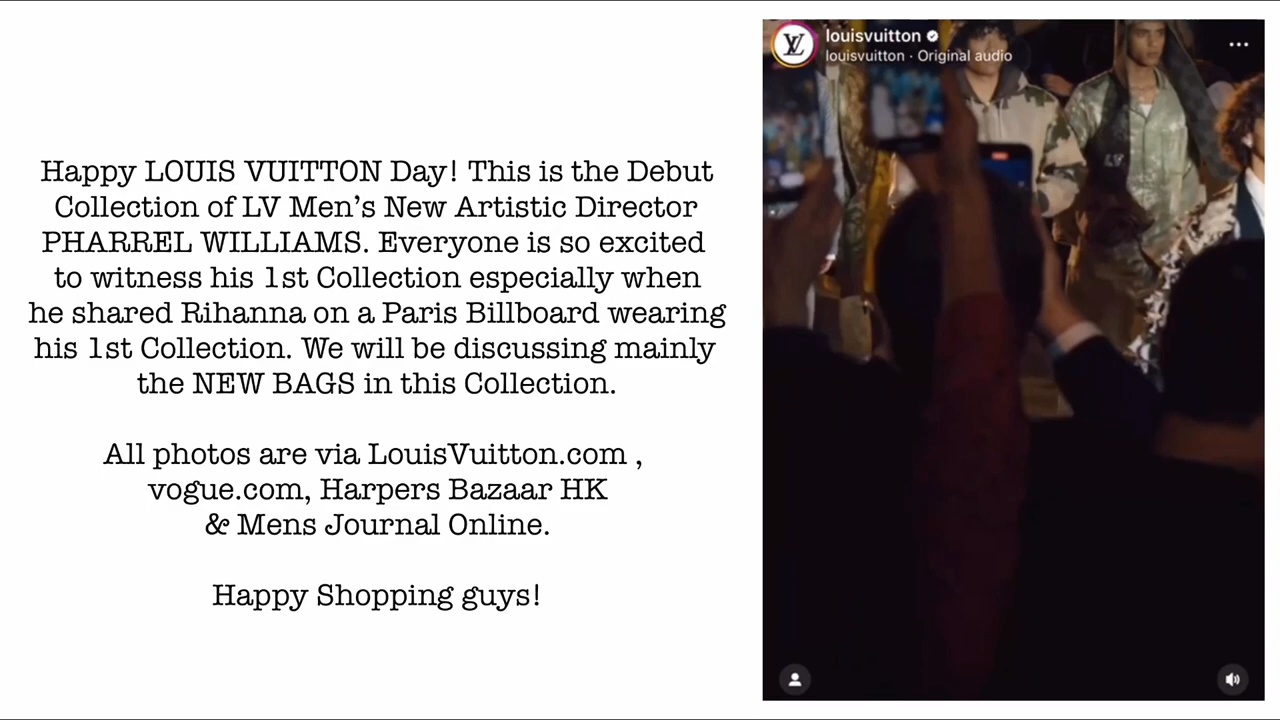 Happy LOUIS VUITTON Day! This is the Debut
Collection of LV Men’s New Artistic Director
PHARREL WILLIAMS. Everyone is so excited
to witness his 1st Collection especially when
he shared Rihanna on a Paris Billboard wearing
his 1st Collection. We will be discussing mainly
the NEW BAGS in this Collection.
All photos are via LouisVuitton.com ,
vogue.com, Harpers Bazaar HK
& Mens Journal Online.
Happy Shopping guys!
LV
louisvuitton
louisvuitton · Original audio
LV